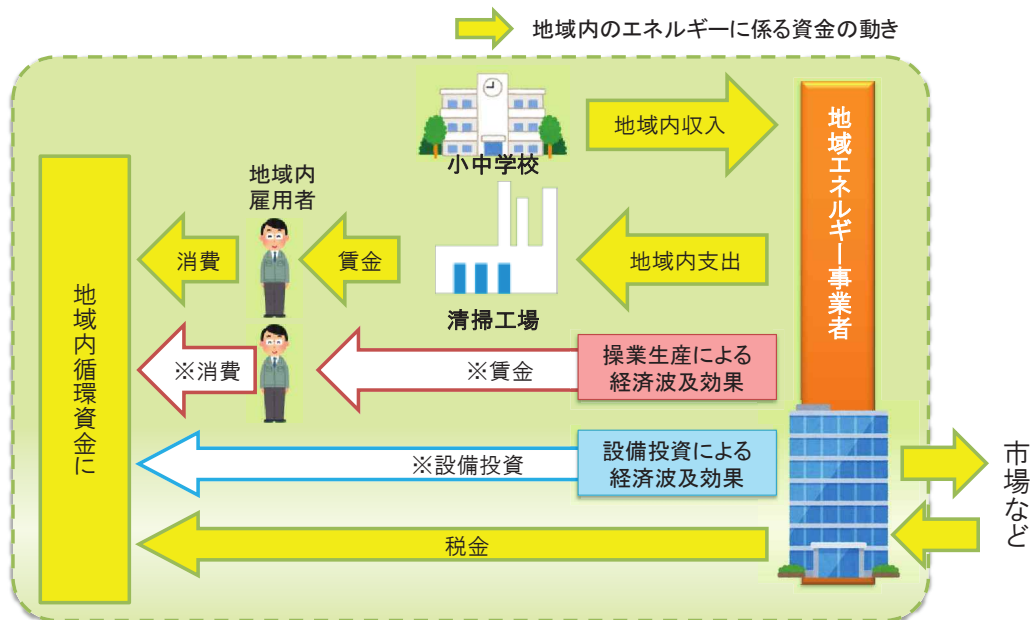 地域内のエネルギーに係る資金の動き
小中学校
地域内収入
地域エネルギー事業者
地域内
雇用者
消費
賃金
清掃工場
地域内支出
地域内循環資金に
※消費
※賃金
操業生産による
経済波及効果
※設備投資
設備投資による
経済波及効果
税金
市場など